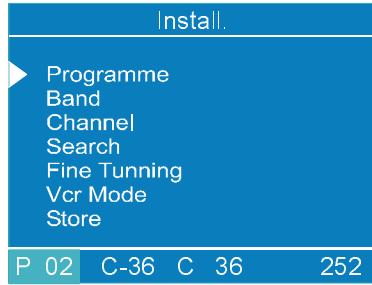 Install.
Programme
Band
Channel
Search
Fine Tunning
Vcr Mode
Store
P 02 C-36 C 36 252